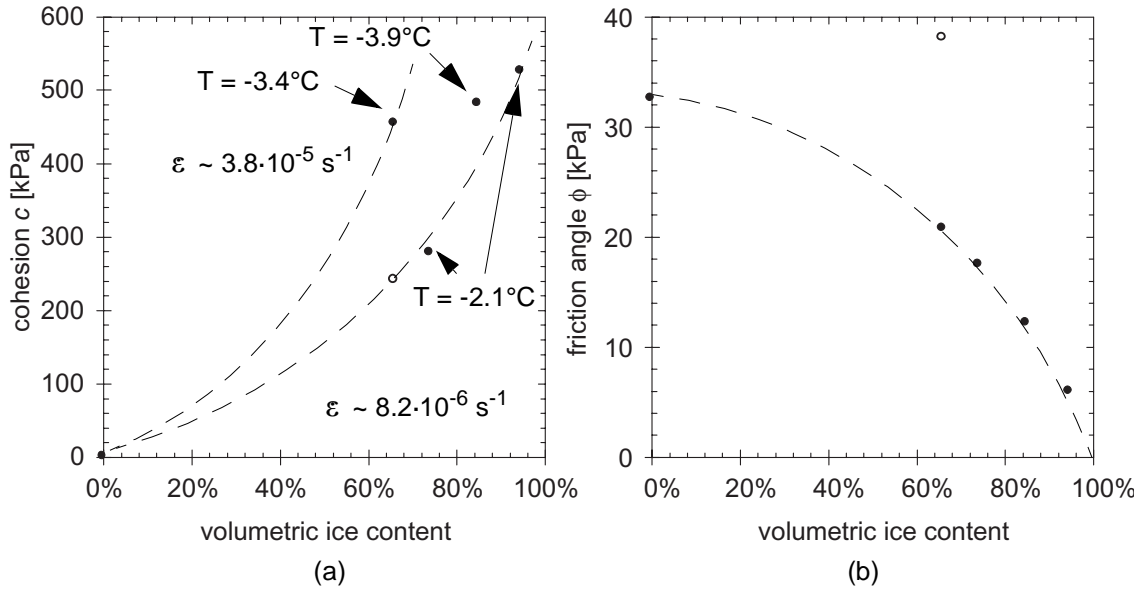 600
500
400
300
200
100
0
cohesion c [kPa]
T = -3.9°C
T = -3.4°C
ε ~ 3.8·10⁻⁵ s⁻¹
T = -2.1°C
ε ~ 8.2·10⁻⁶ s⁻¹
0% 20% 40% 60% 80% 100%
volumetric ice content
(a)
40
30
20
10
0
friction angle ϕ [kPa]
0% 20% 40% 60% 80% 100%
volumetric ice content
(b)